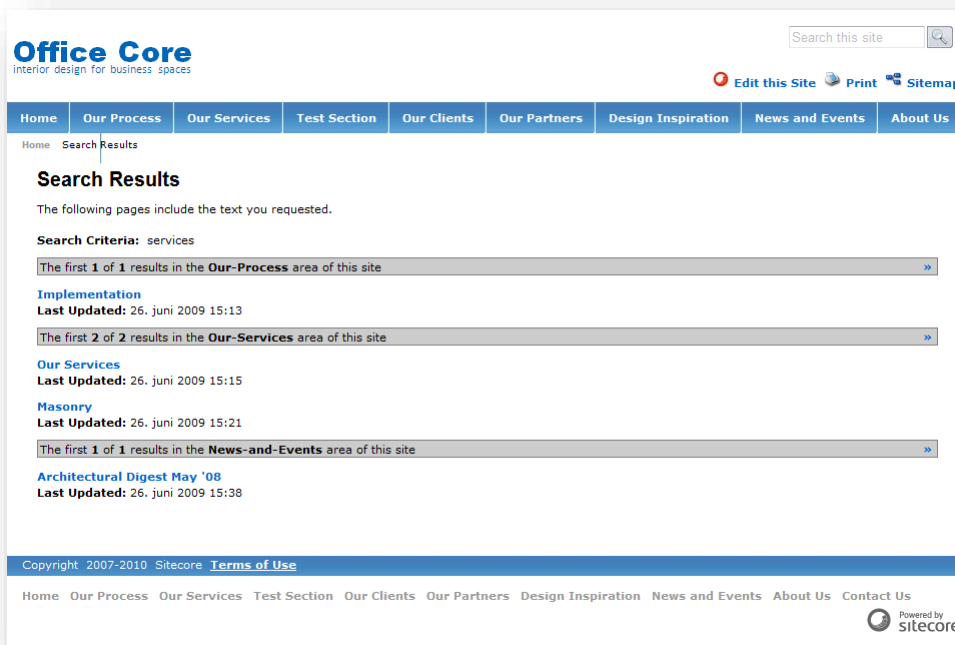 Search this site
Office Core
interior design for business spaces
Edit this Site Print Sitemap
Home Our Process Our Services Test Section Our Clients Our Partners Design Inspiration News and Events About Us
Home Search Results
Search Results
The following pages include the text you requested.
Search Criteria: services
The first 1 of 1 results in the Our-Process area of this site »
Implementation
Last Updated: 26. juni 2009 15:13
The first 2 of 2 results in the Our-Services area of this site »
Our Services
Last Updated: 26. juni 2009 15:15
Masonry
Last Updated: 26. juni 2009 15:21
The first 1 of 1 results in the News-and-Events area of this site »
Architectural Digest May '08
Last Updated: 26. juni 2009 15:38
Copyright 2007-2010 Sitecore Terms of Use
Home Our Process Our Services Test Section Our Clients Our Partners Design Inspiration News and Events About Us Contact Us
Powered by
sitecore